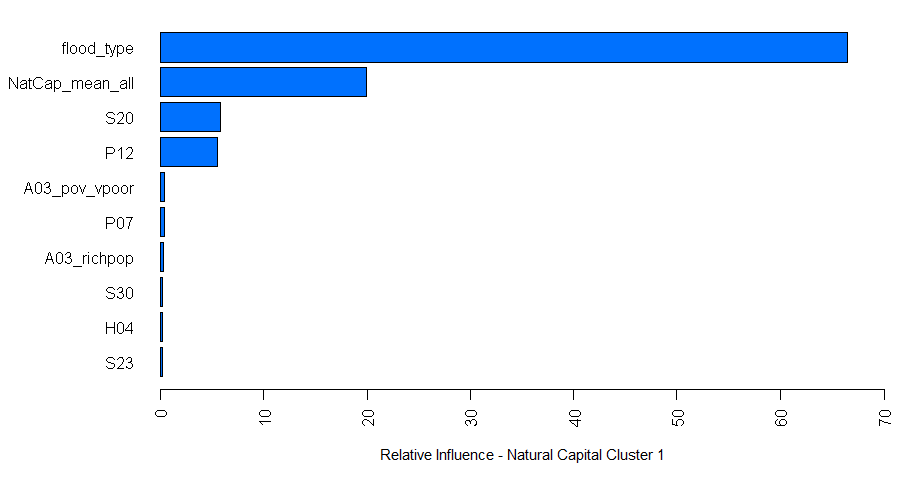 flood_type
NatCap_mean_all
S20
P12
A03_pov_vpoor
P07
A03_richpop
S30
H04
S23
0 10 20 30 40 50 60 70
Relative Influence - Natural Capital Cluster 1